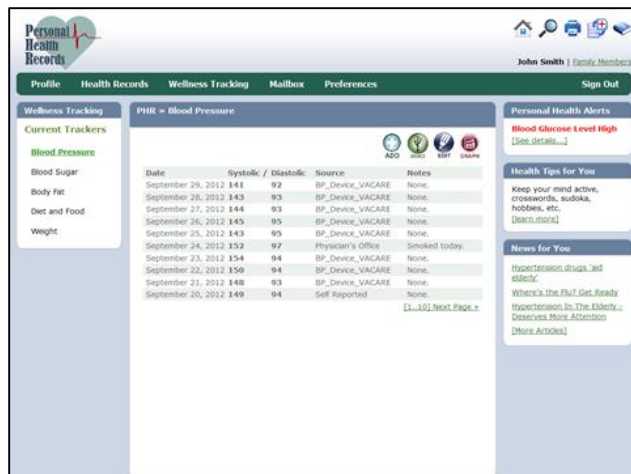 Personal
Health
Records
John Smith | Family Members
Profile Health Records Wellness Tracking Mailbox Preferences Sign Out
Wellness Tracking
Current Trackers
Blood Pressure
Blood Sugar
Body Fat
Diet and Food
Weight
PHR » Blood Pressure
ADD EDIT GRAPH
Date Systolic / Diastolic Source Notes
September 29, 2012 141 92 BP_Device_VACARE None.
September 28, 2012 143 93 BP_Device_VACARE None.
September 27, 2012 144 93 BP_Device_VACARE None.
September 26, 2012 145 95 BP_Device_VACARE None.
September 25, 2012 143 95 BP_Device_VACARE None.
September 24, 2012 152 97 Physician's Office Smoked today.
September 23, 2012 154 94 BP_Device_VACARE None.
September 22, 2012 150 94 BP_Device_VACARE None.
September 21, 2012 148 93 BP_Device_VACARE None.
September 20, 2012 149 94 Self Reported None.
[1..10] Next Page »
Personal Health Alerts
Blood Glucose Level High
[See details...]
Health Tips for You
Keep your mind active,
crosswords, sudoka,
hobbies, etc.
[learn more]
News for You
Hypertension drugs 'aid
elderly'
Where's the Flu? Get Ready
Hypertension In The Elderly -
Deserves More Attention
[More Articles]